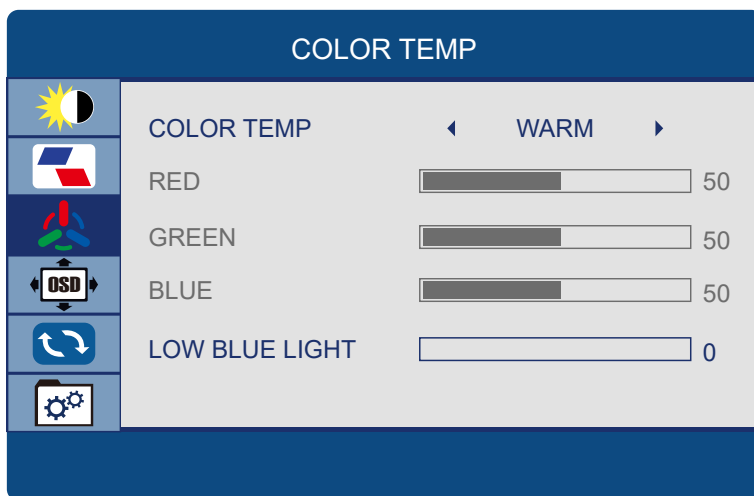 COLOR TEMP
COLOR TEMP WARM
RED 50
GREEN 50
OSD
BLUE 50
LOW BLUE LIGHT 0